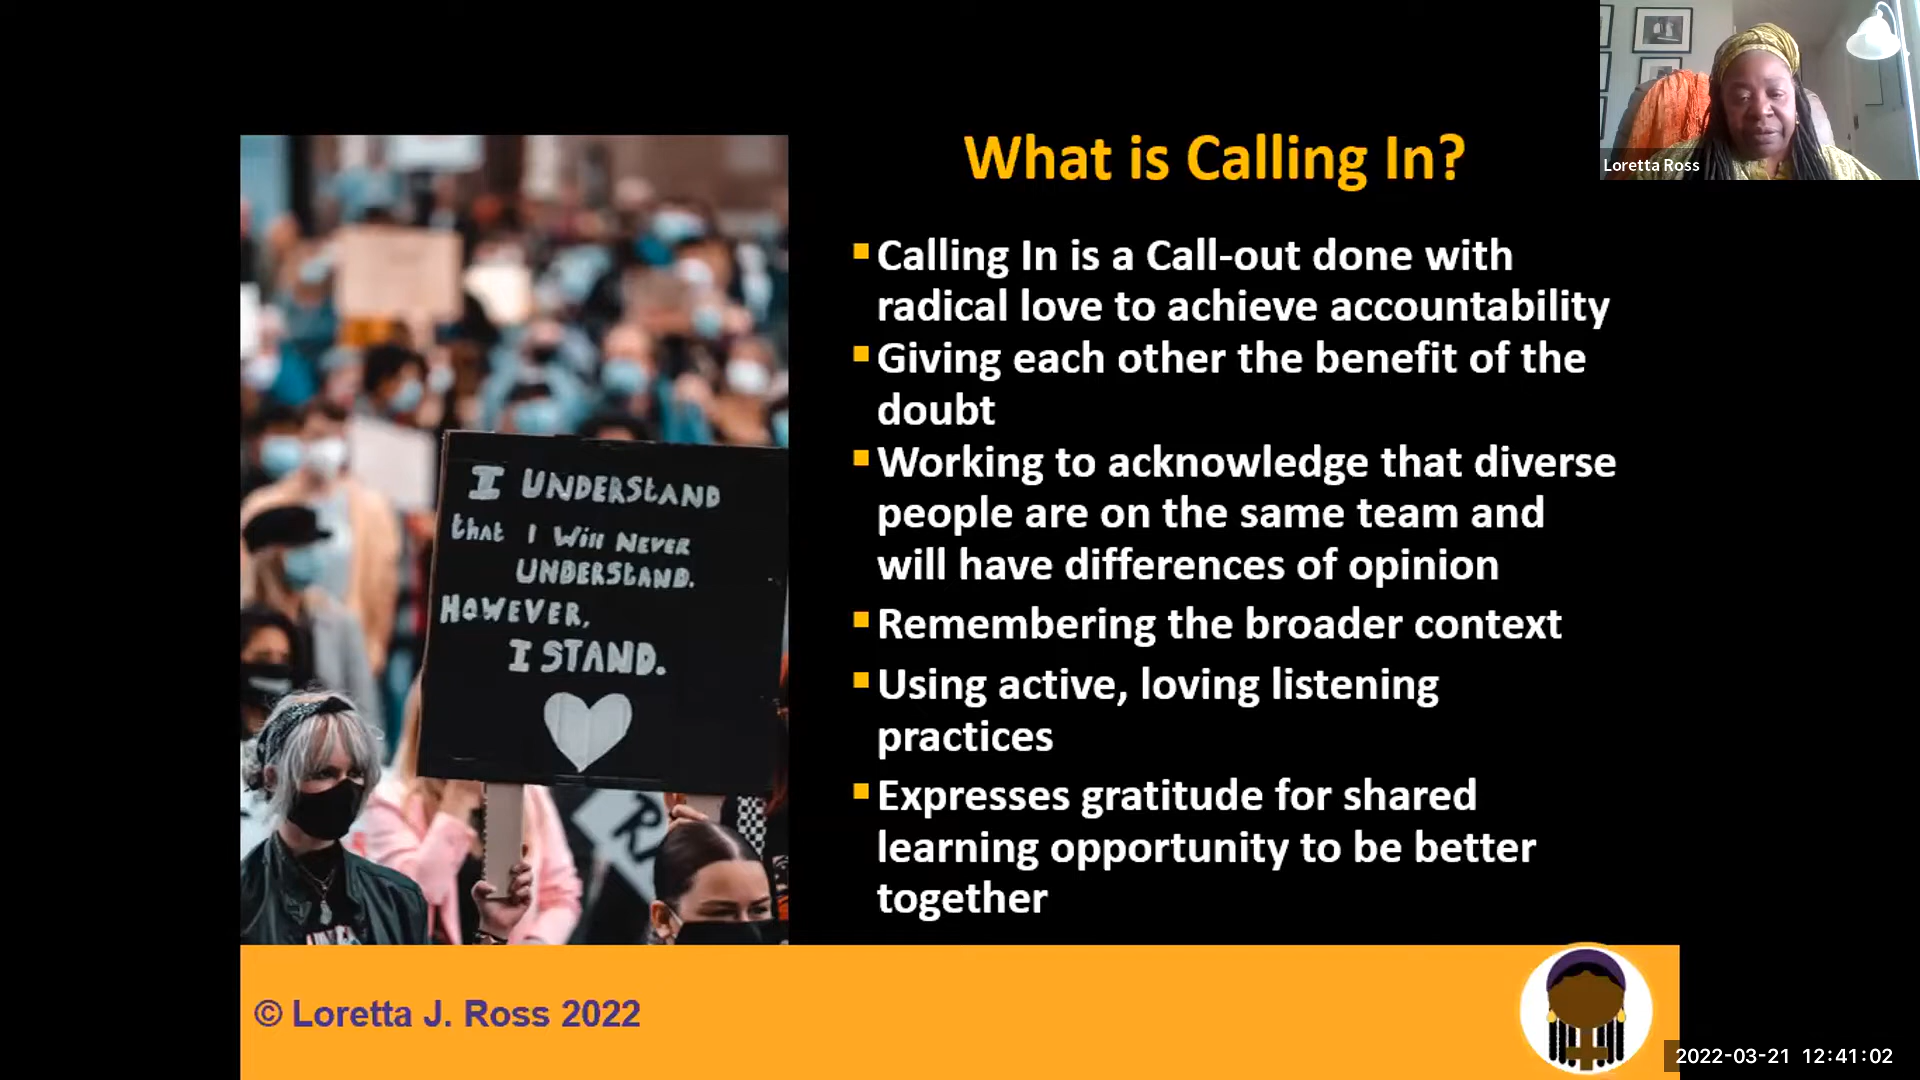 What is Calling In?
Loretta Ross
▪Calling In is a Call-out done with
radical love to achieve accountability
▪Giving each other the benefit of the
doubt
▪Working to acknowledge that diverse
people are on the same team and
will have differences of opinion
▪Remembering the broader context
▪Using active, loving listening
practices
▪Expresses gratitude for shared
learning opportunity to be better
together
I UNDERSTAND
that I Will NEVER
UNDERSTAND.
HOWEVER,
I STAND.
© Loretta J. Ross 2022
2022-03-21 12:41:02